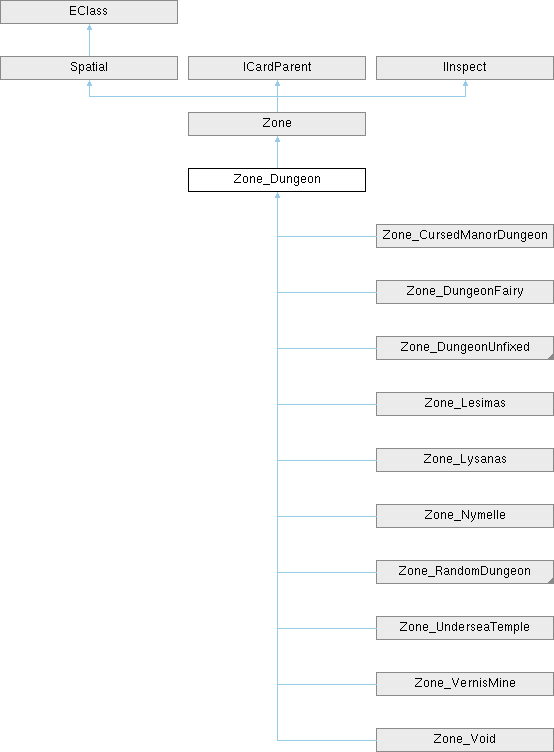 EClass
Spatial
ICardParent
IInspect
Zone
Zone_Dungeon
Zone_CursedManorDungeon
Zone_DungeonFairy
Zone_DungeonUnfixed
Zone_Lesimas
Zone_Lysanas
Zone_Nymelle
Zone_RandomDungeon
Zone_UnderseaTemple
Zone_VernisMine
Zone_Void